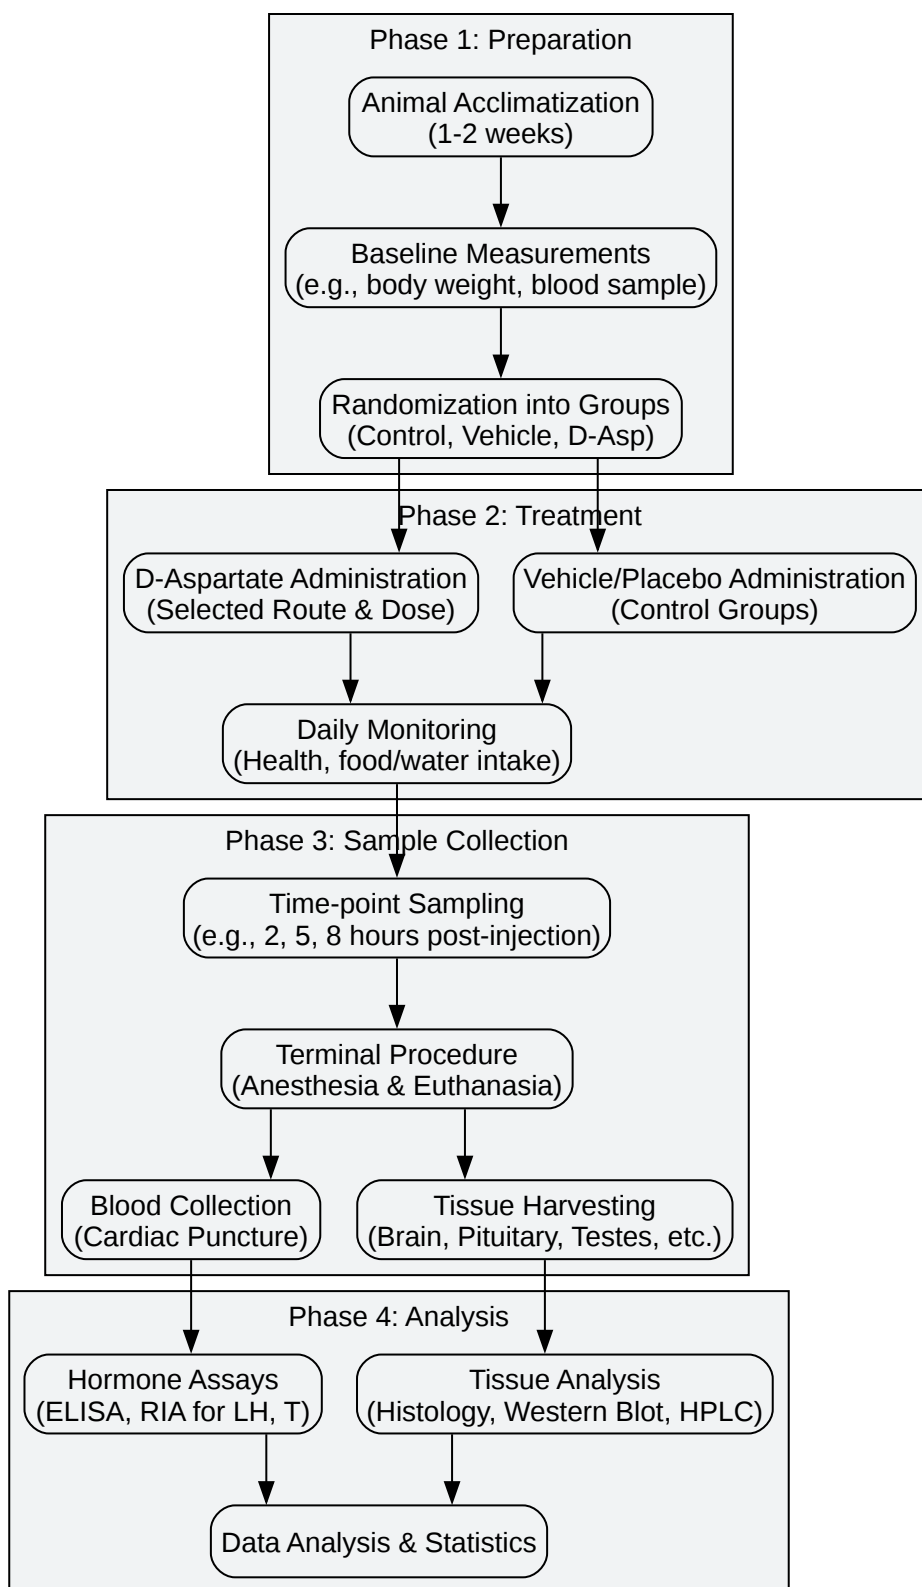 Phase 1: Preparation
Animal Acclimatization
(1-2 weeks)
Baseline Measurements
(e.g., body weight, blood sample)
Randomization into Groups
(Control, Vehicle, D-Asp)
Phase 2: Treatment
D-Aspartate Administration
(Selected Route & Dose)
Vehicle/Placebo Administration
(Control Groups)
Daily Monitoring
(Health, food/water intake)
Phase 3: Sample Collection
Time-point Sampling
(e.g., 2, 5, 8 hours post-injection)
Terminal Procedure
(Anesthesia & Euthanasia)
Blood Collection
(Cardiac Puncture)
Tissue Harvesting
(Brain, Pituitary, Testes, etc.)
Phase 4: Analysis
Hormone Assays
(ELISA, RIA for LH, T)
Tissue Analysis
(Histology, Western Blot, HPLC)
Data Analysis & Statistics